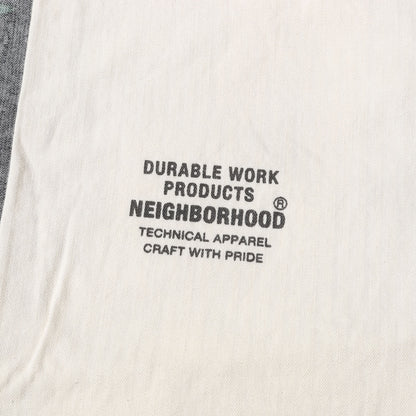 DURABLE WORK
PRODUCTS
NEIGHBORHOOD®
TECHNICAL APPAREL
CRAFT WITH PRIDE